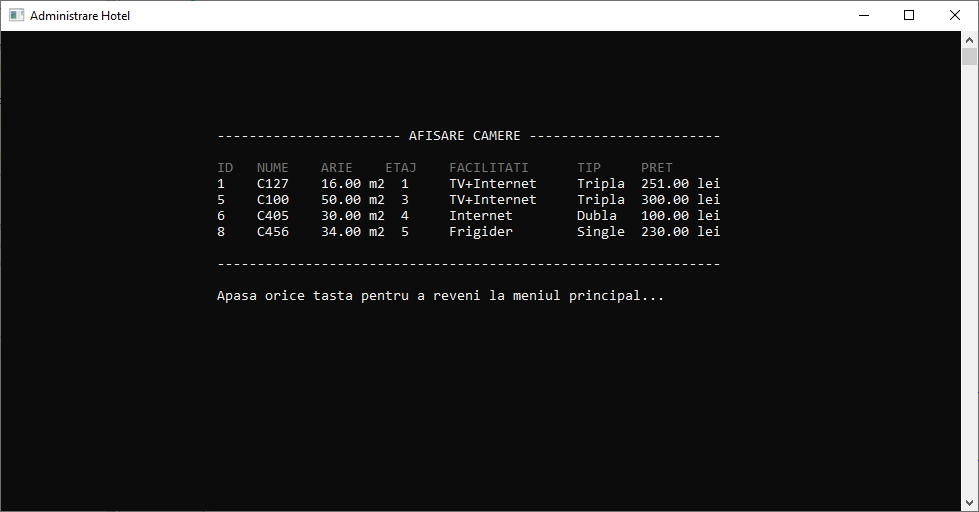 Administrare Hotel
----------------------- AFISARE CAMERE ------------------------
ID   NUME    ARIE    ETAJ    FACILITATI      TIP     PRET
1    C127    16.00 m2  1     TV+Internet     Tripla  251.00 lei
5    C100    50.00 m2  3     TV+Internet     Tripla  300.00 lei
6    C405    30.00 m2  4     Internet        Dubla   100.00 lei
8    C456    34.00 m2  5     Frigider        Single  230.00 lei
---------------------------------------------------------------
Apasa orice tasta pentru a reveni la meniul principal...